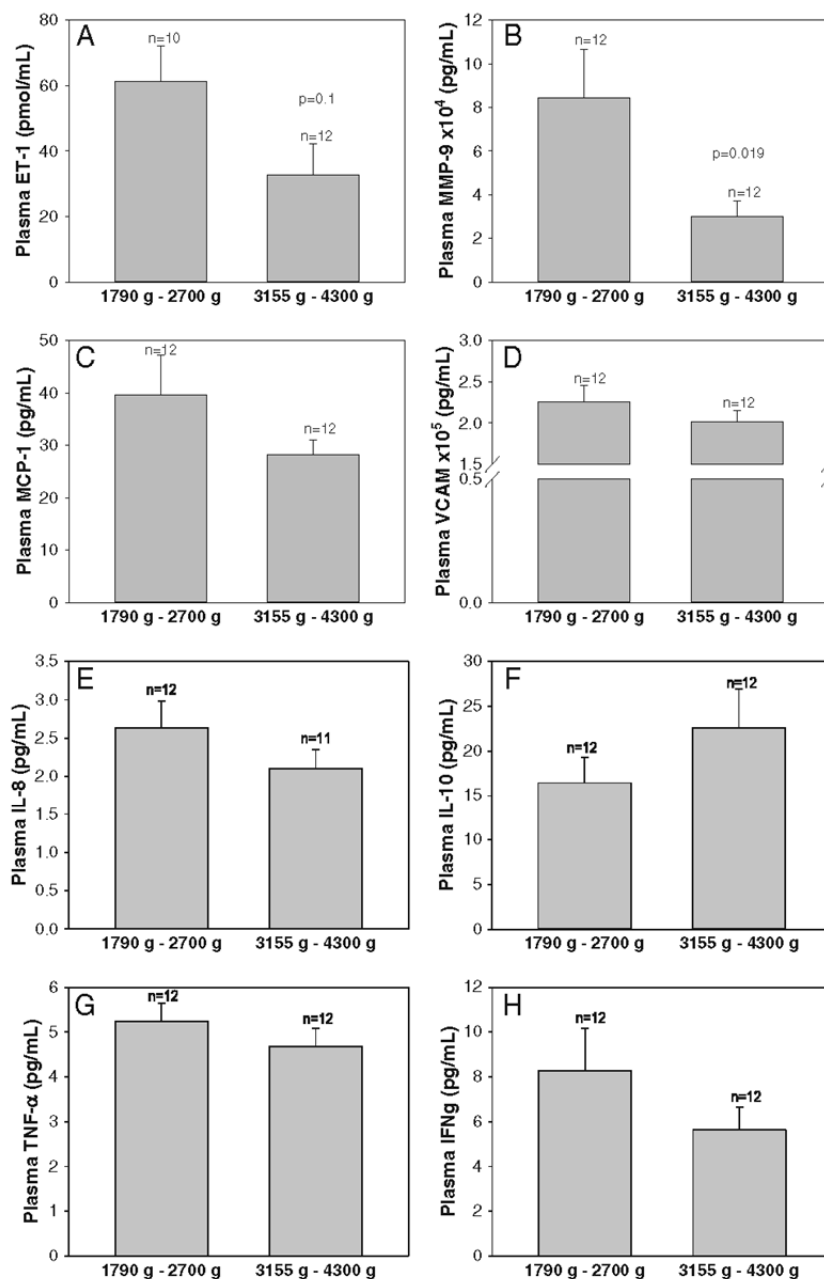 A
Plasma ET-1 (pmol/mL)
80
60
40
20
0
n=10
p=0.1
n=12
1790 g - 2700 g
3155 g - 4300 g
B
Plasma MMP-9 x10⁴ (pg/mL)
12
10
8
6
4
2
0
n=12
p=0.019
n=12
1790 g - 2700 g
3155 g - 4300 g
C
Plasma MCP-1 (pg/mL)
50
40
30
20
10
0
n=12
n=12
1790 g - 2700 g
3155 g - 4300 g
D
Plasma VCAM x10⁵ (pg/mL)
3.0
2.5
2.0
1.5
0.5
0.0
n=12
n=12
1790 g - 2700 g
3155 g - 4300 g
E
Plasma IL-8 (pg/mL)
3.5
3.0
2.5
2.0
1.5
1.0
0.5
0.0
n=12
n=11
1790 g - 2700 g
3155 g - 4300 g
F
Plasma IL-10 (pg/mL)
30
25
20
15
10
5
0
n=12
n=12
1790 g - 2700 g
3155 g - 4300 g
G
Plasma TNF-α (pg/mL)
6
5
4
3
2
1
0
n=12
n=12
1790 g - 2700 g
3155 g - 4300 g
H
Plasma IFNg (pg/mL)
12
10
8
6
4
2
0
n=12
n=12
1790 g - 2700 g
3155 g - 4300 g